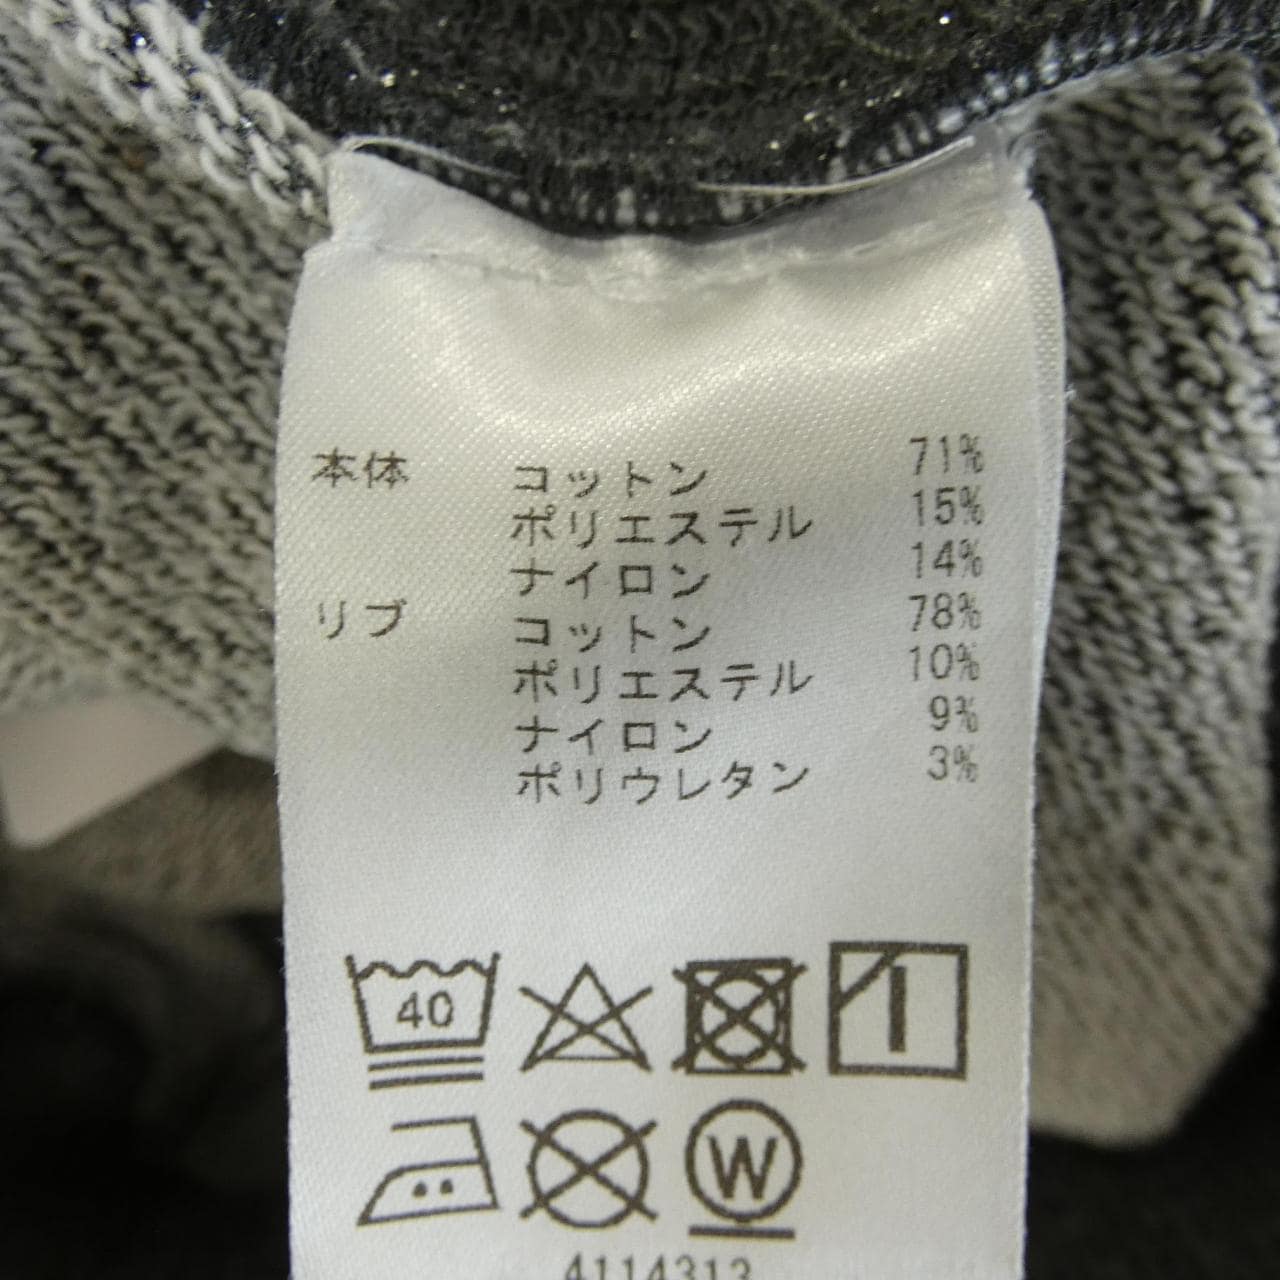 本体 コットン 71%
ポリエステル 15%
ナイロン 14%
リブ コットン 78%
ポリエステル 10%
ナイロン 9%
ポリウレタン 3%
40
W
4114313